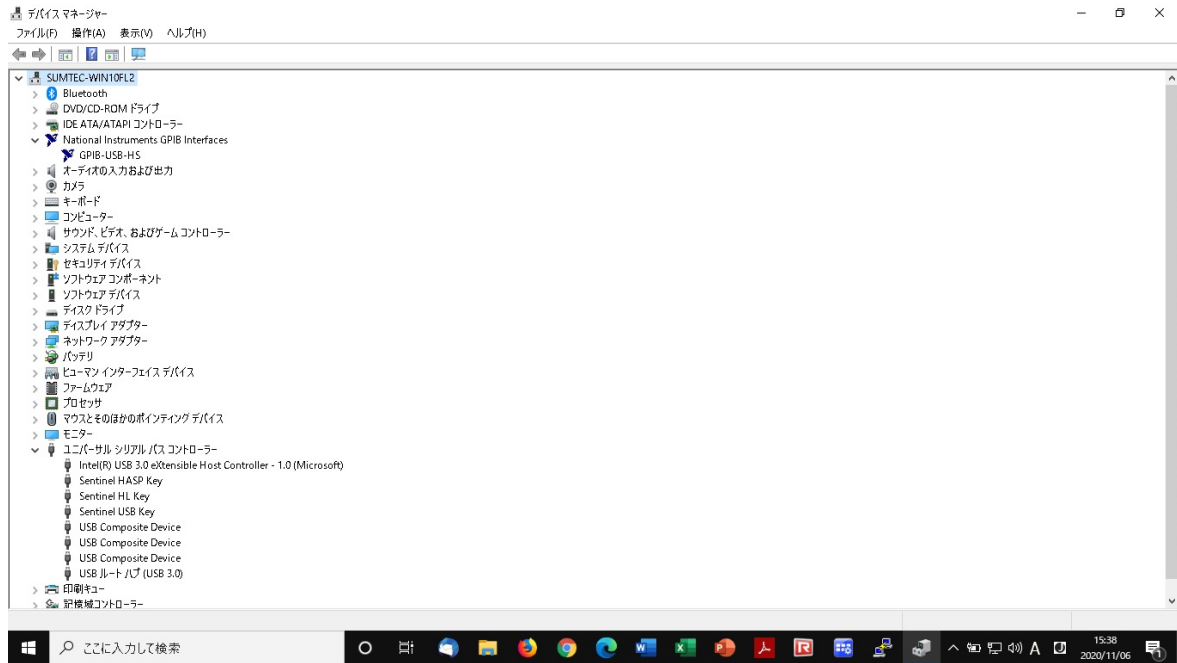 デバイス マネージャー
ファイル(F) 操作(A) 表示(V) ヘルプ(H)
SUMTEC-WIN10FL2
Bluetooth
DVD/CD-ROM ドライブ
IDE ATA/ATAPI コントローラー
National Instruments GPIB Interfaces
GPIB-USB-HS
オーディオの入力および出力
カメラ
キーボード
コンピューター
サウンド、ビデオ、およびゲーム コントローラー
システム デバイス
セキュリティ デバイス
ソフトウェア コンポーネント
ソフトウェア デバイス
ディスク ドライブ
ディスプレイ アダプター
ネットワーク アダプター
バッテリ
ヒューマン インターフェイス デバイス
ファームウェア
プロセッサ
マウスとそのほかのポインティング デバイス
モニター
ユニバーサル シリアル バス コントローラー
Intel(R) USB 3.0 eXtensible Host Controller - 1.0 (Microsoft)
Sentinel HASP Key
Sentinel HL Key
Sentinel USB Key
USB Composite Device
USB Composite Device
USB Composite Device
USB ルート ハブ (USB 3.0)
印刷キュー
記憶域コントローラー
ここに入力して検索
A
15:38
2020/11/06